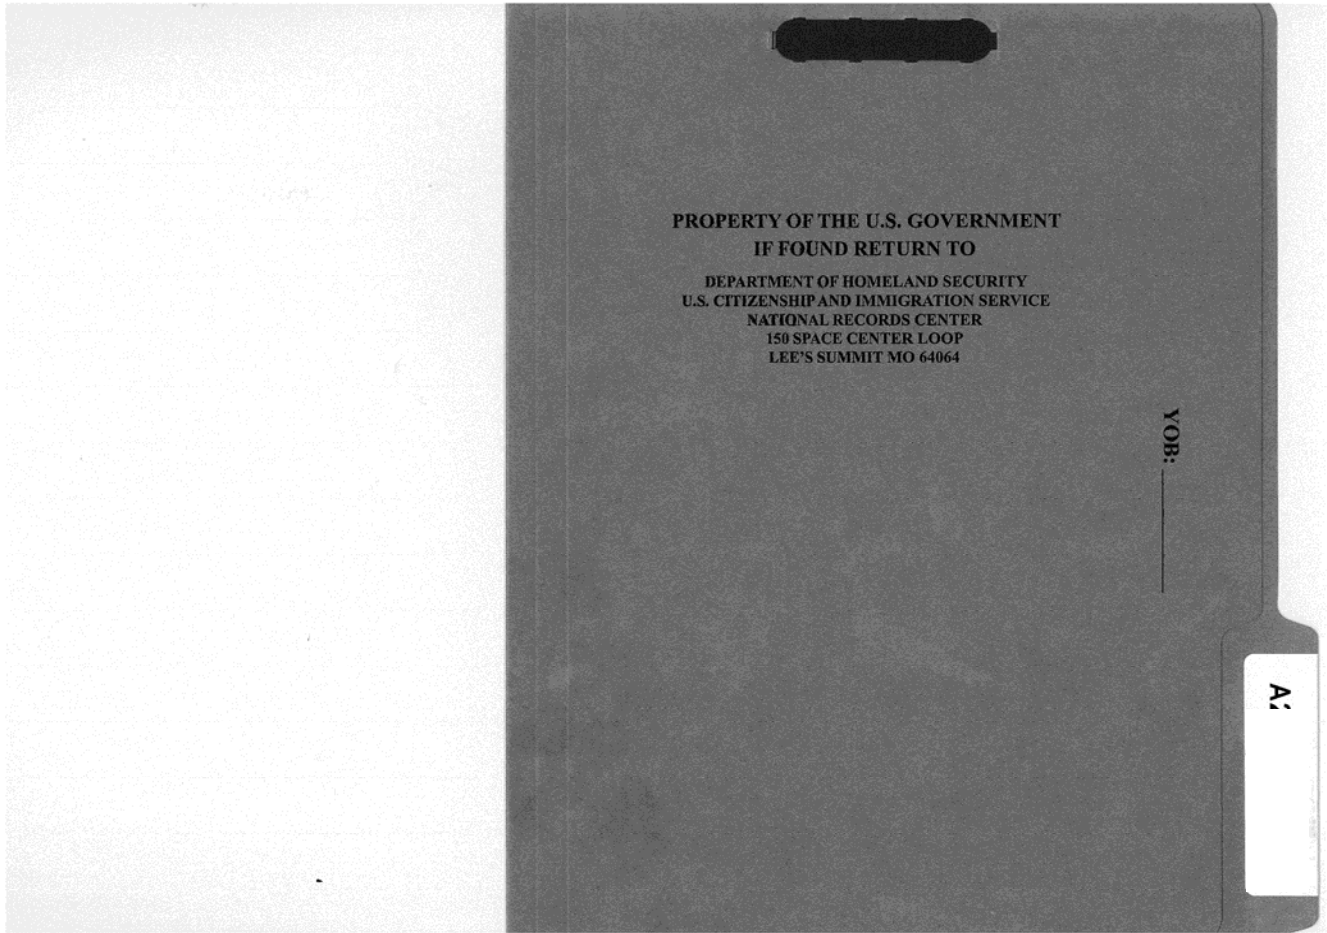 PROPERTY OF THE U.S. GOVERNMENT
IF FOUND RETURN TO
DEPARTMENT OF HOMELAND SECURITY
U.S. CITIZENSHIP AND IMMIGRATION SERVICE
NATIONAL RECORDS CENTER
150 SPACE CENTER LOOP
LEE'S SUMMIT MO 64064
YOB: